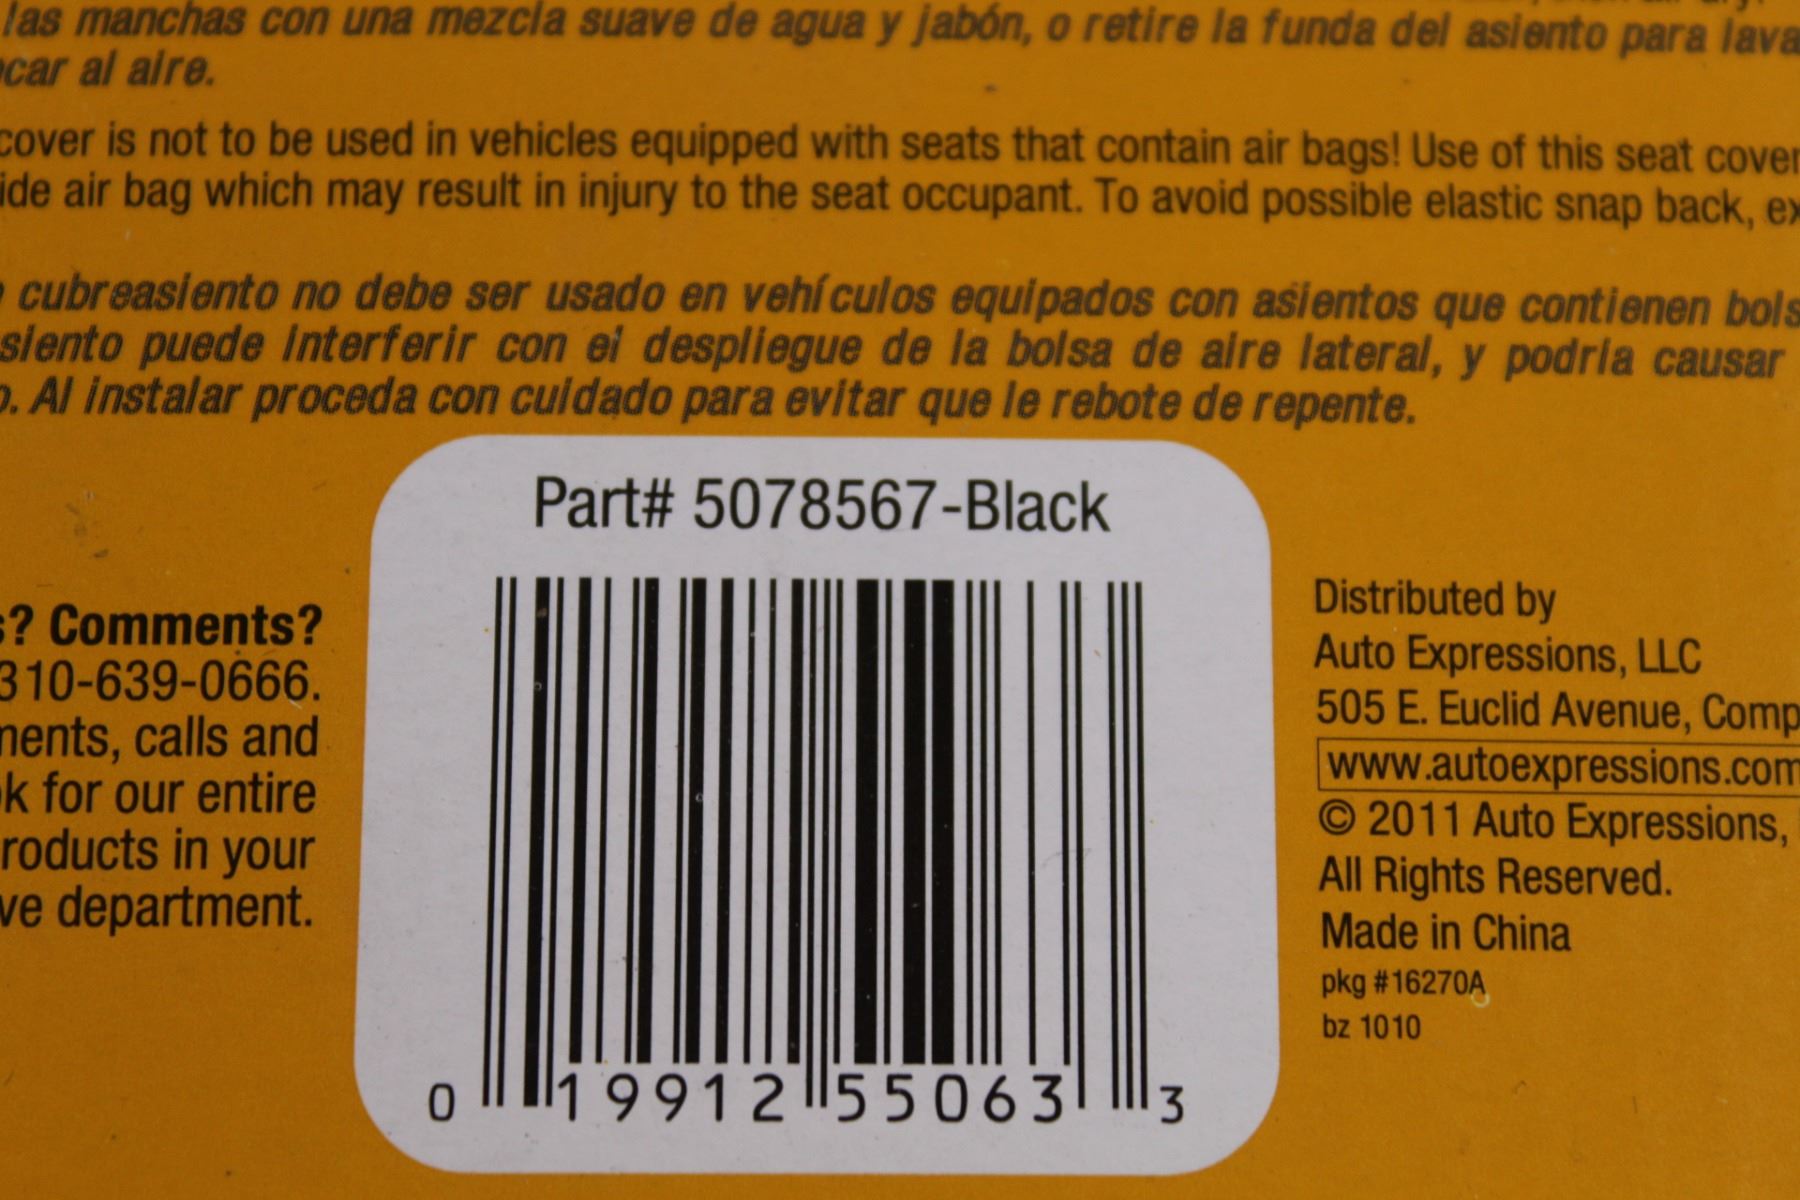 las manchas con una mezcla suave de agua y jabón, o retire la funda del asiento para lava
car al aire.
cover is not to be used in vehicles equipped with seats that contain air bags! Use of this seat cover
ide air bag which may result in injury to the seat occupant. To avoid possible elastic snap back, ex
cubreasiento no debe ser usado en vehículos equipados con asientos que contienen bols
siento puede interferir con el despliegue de la bolsa de aire lateral, y podría causar
o. Al instalar proceda con cuidado para evitar que le rebote de repente.
Part# 5078567-Black
0 19912 55063 3
s? Comments?
310-639-0666.
ments, calls and
ok for our entire
roducts in your
ve department.
Distributed by
Auto Expressions, LLC
505 E. Euclid Avenue, Comp
www.autoexpressions.com
© 2011 Auto Expressions,
All Rights Reserved.
Made in China
pkg #16270A
bz 1010